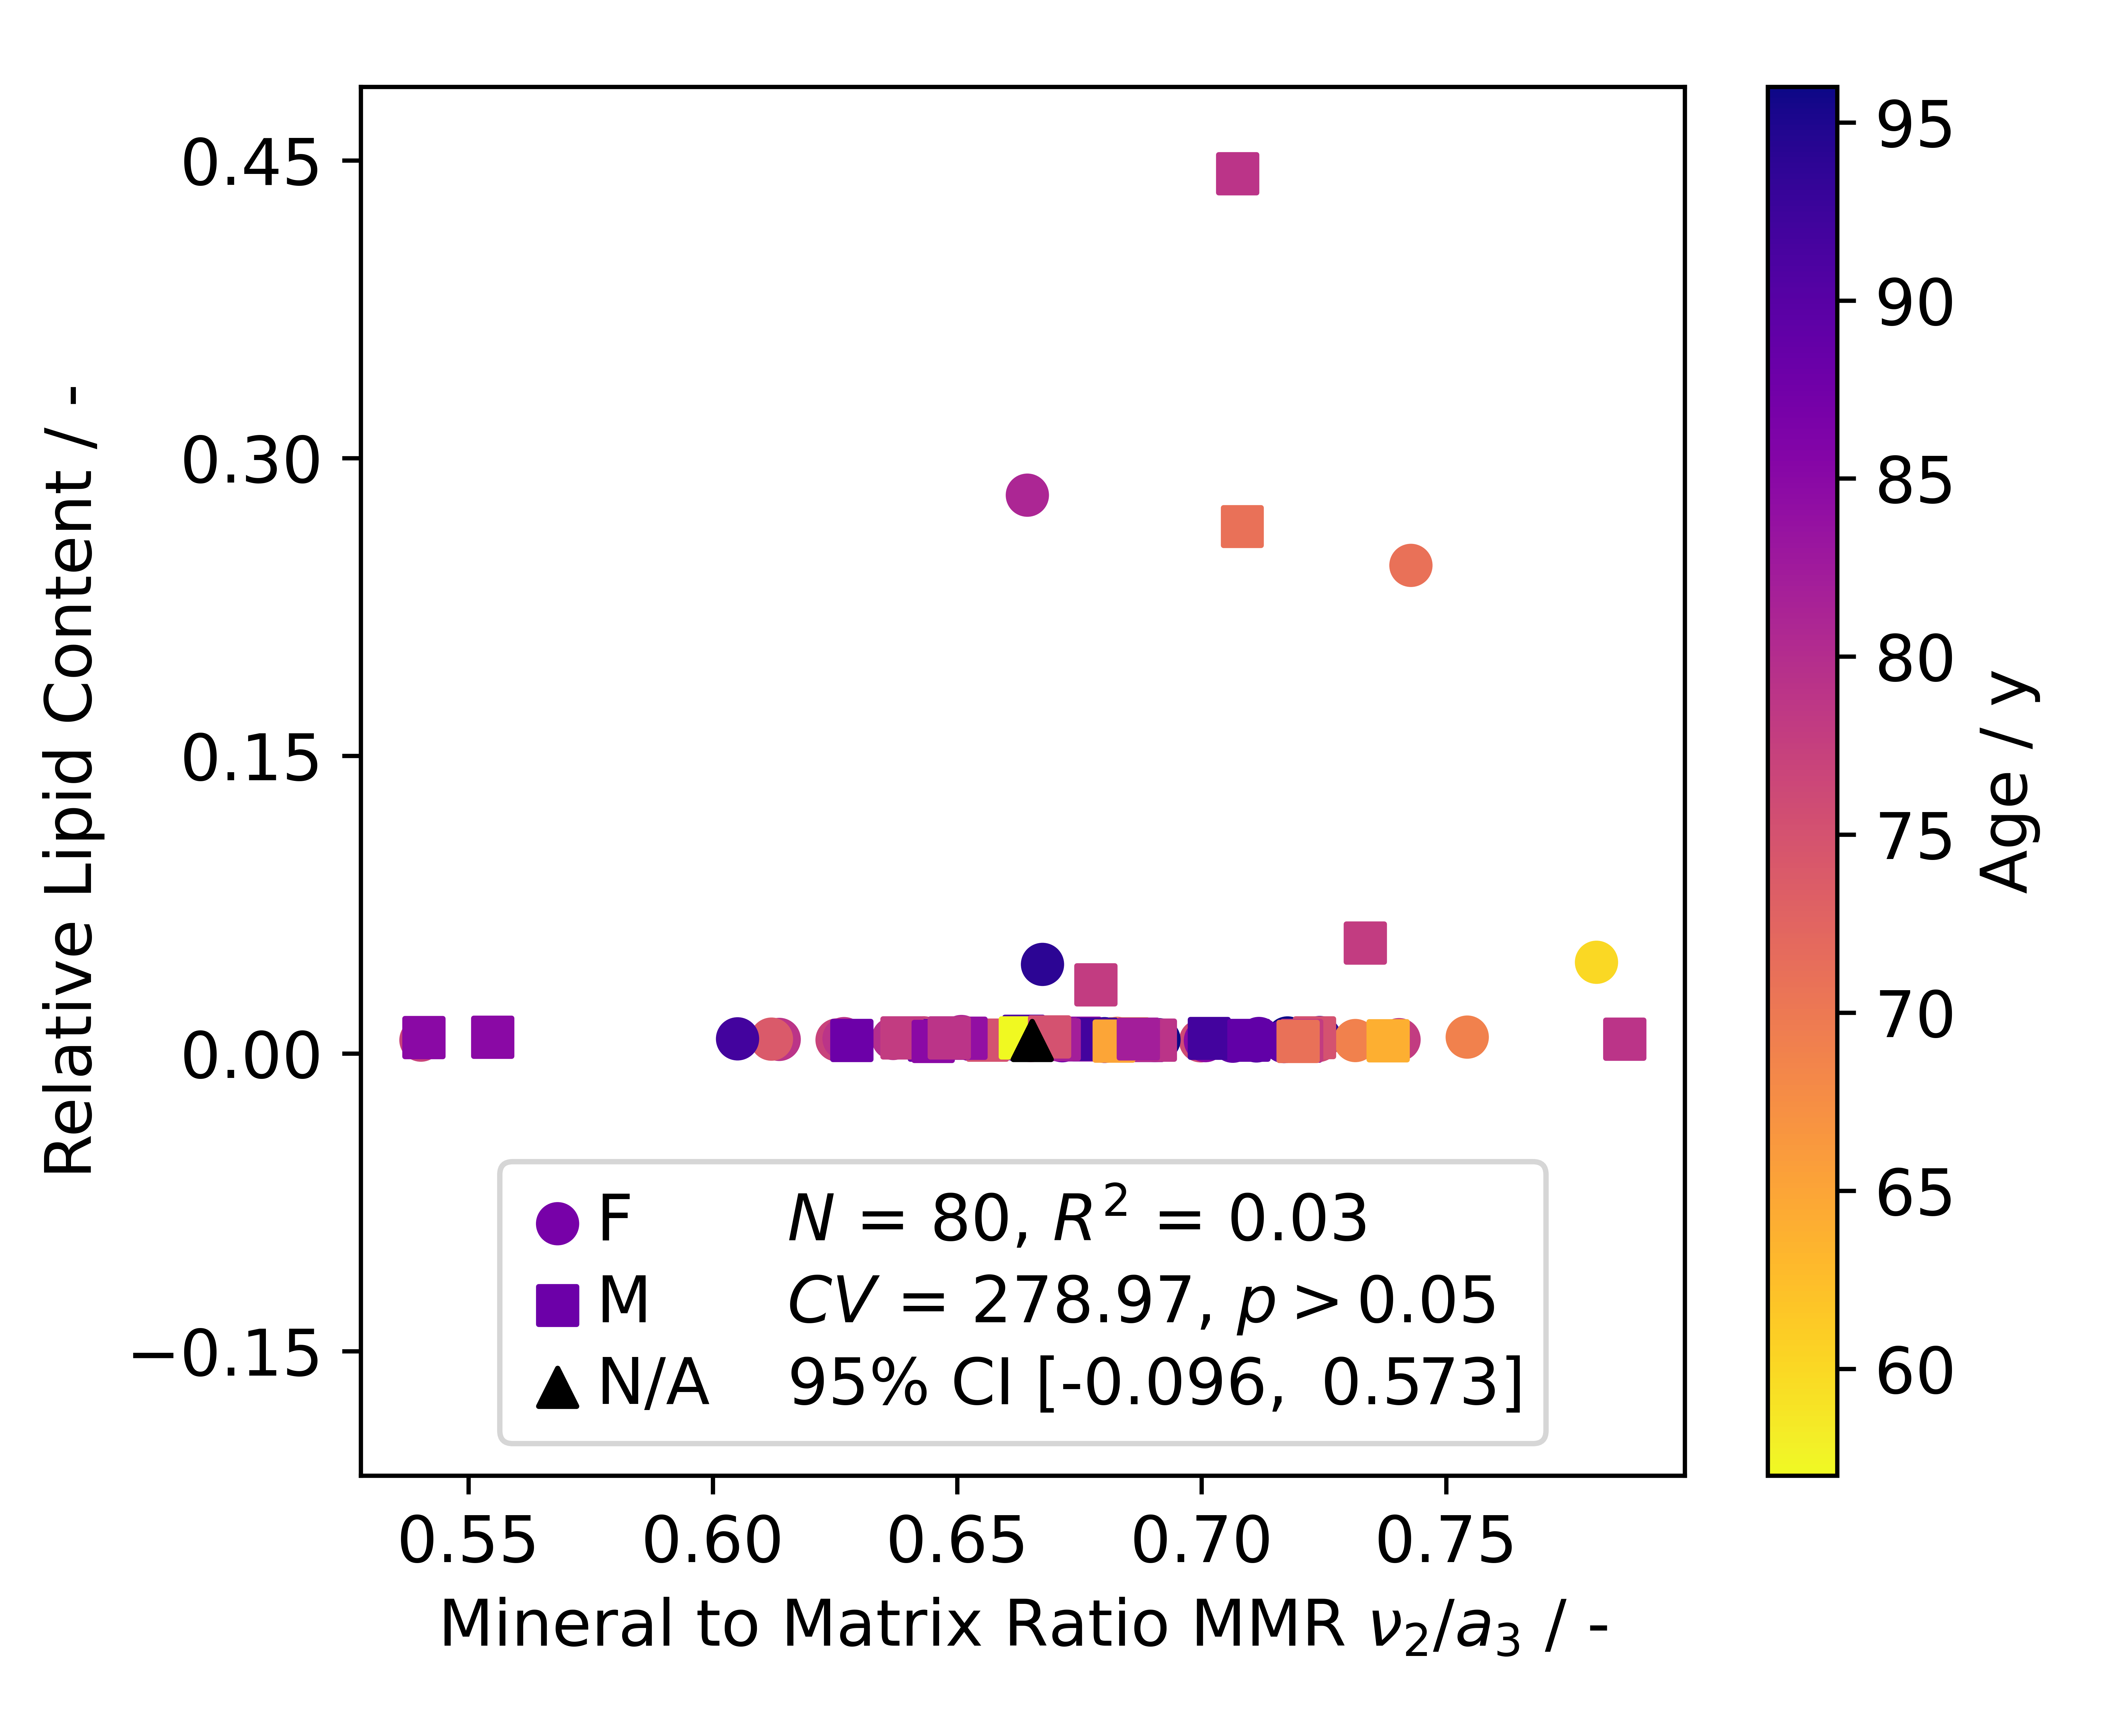 0.45
0.30
0.15
0.00
−0.15
Relative Lipid Content / -
0.55 0.60 0.65 0.70 0.75
Mineral to Matrix Ratio MMR ν₂/a₃ / -
F N = 80, R² = 0.03
M CV = 278.97, p > 0.05
N/A 95% CI [-0.096, 0.573]
95
90
85
80
75
70
65
60
Age / y